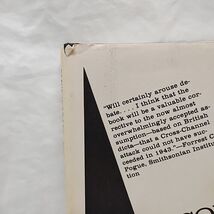 "Will certainly arouse de-
bate. . . . I think that the
book will be a valuable cor-
rective to the now almost
overwhelmingly accepted as-
sumption—based on British
dicta—that a Cross-Channel
attack could not have suc-
ceeded in 1943."—Forrest C.
Pogue, Smithsonian Institu-
tion